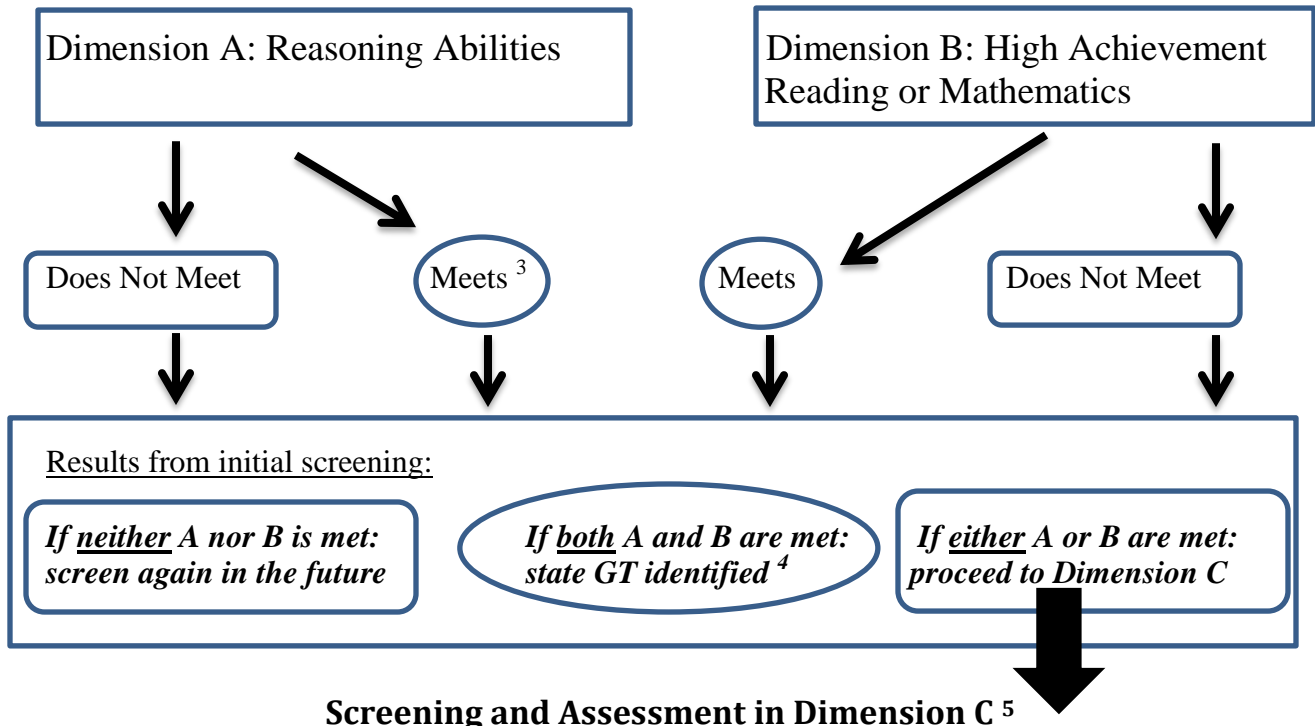 Dimension A: Reasoning Abilities
Dimension B: High Achievement
Reading or Mathematics
Does Not Meet
Meets 3
Meets
Does Not Meet
Results from initial screening:
If neither A nor B is met:
screen again in the future
If both A and B are met:
state GT identified 4
If either A or B are met:
proceed to Dimension C
Screening and Assessment in Dimension C 5